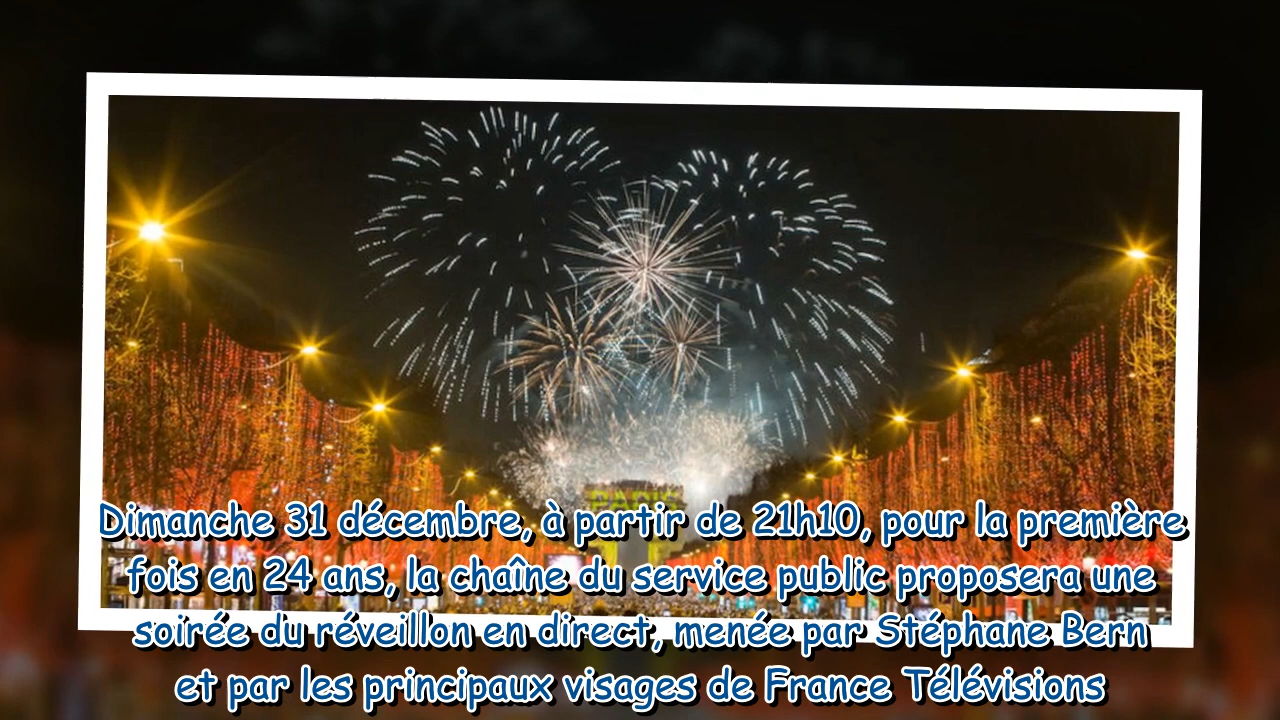 PARIS
Dimanche 31 décembre, à partir de 21h10, pour la première
fois en 24 ans, la chaîne du service public proposera une
soirée du réveillon en direct, menée par Stéphane Bern
et par les principaux visages de France Télévisions